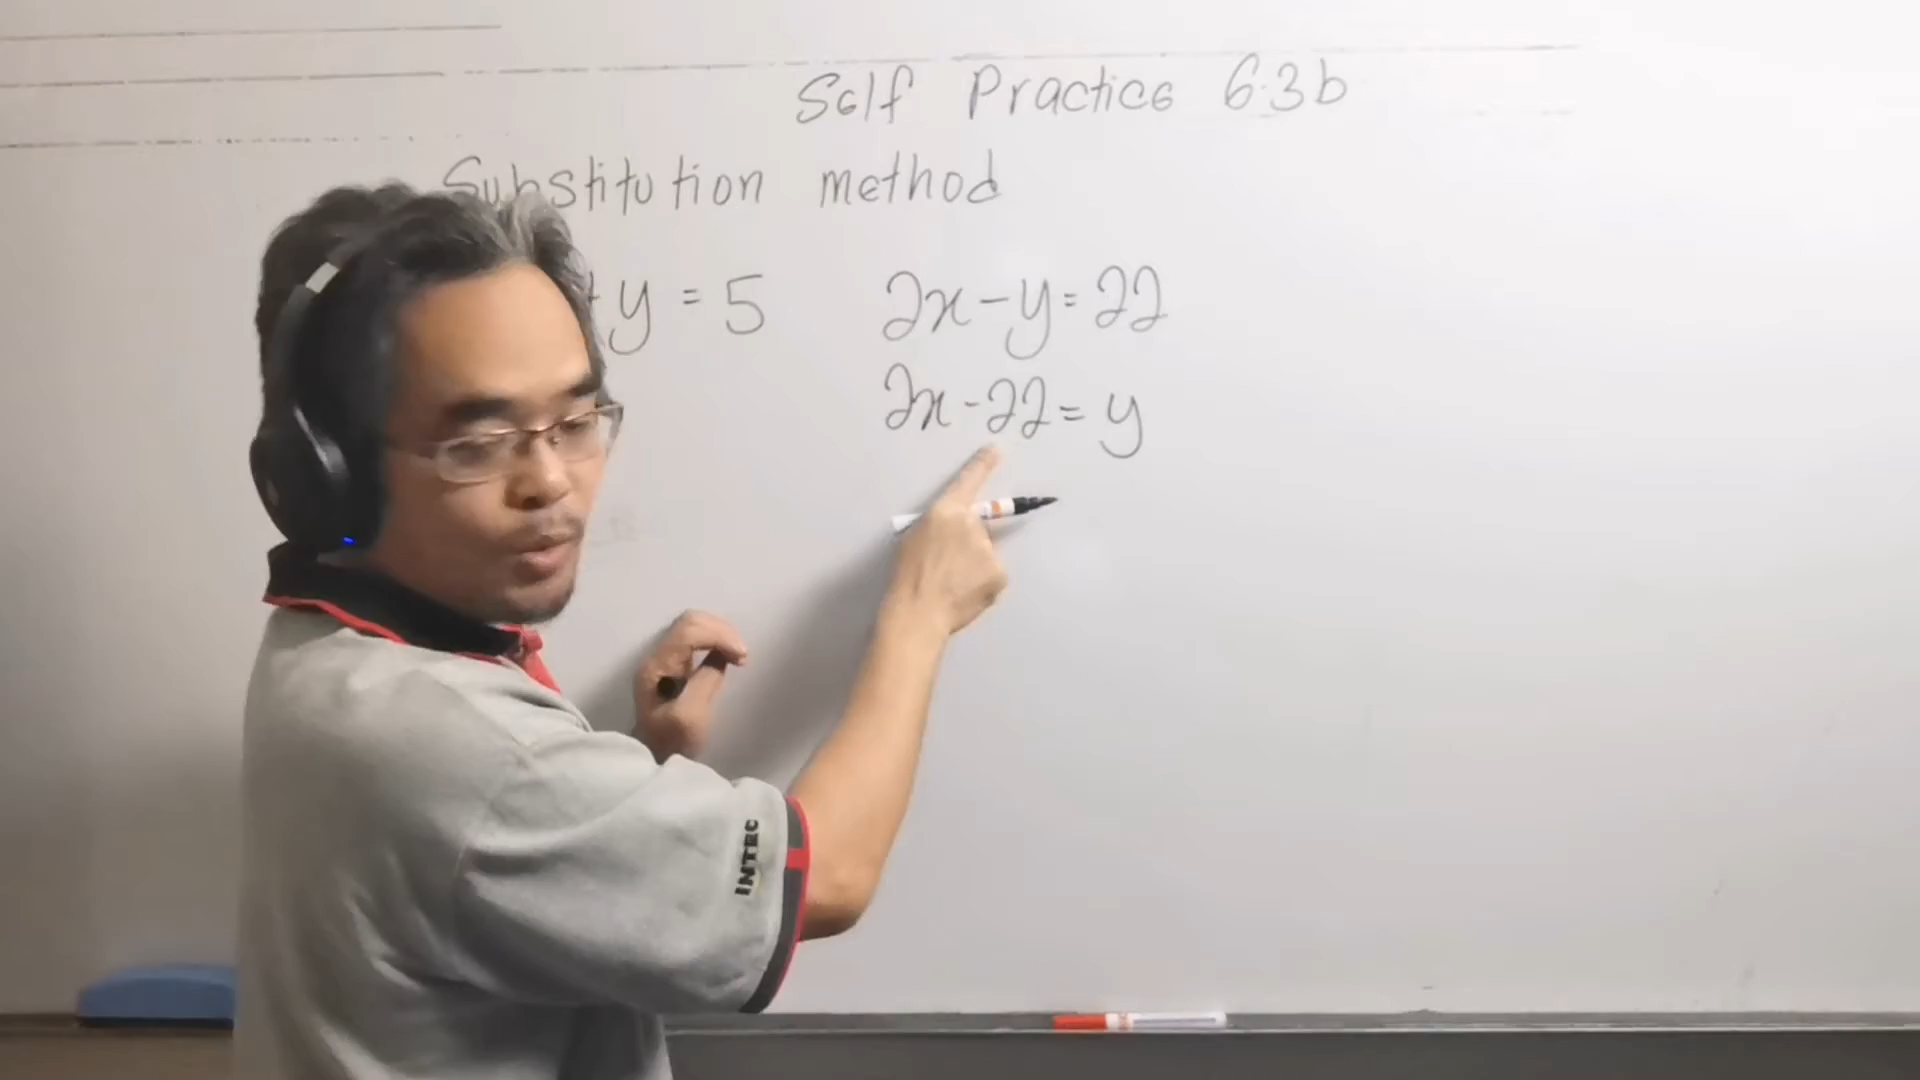 Self Practice 6.3b
Substitution method
+ y = 5
2x - y = 22
2x - 22 = y
INTEC